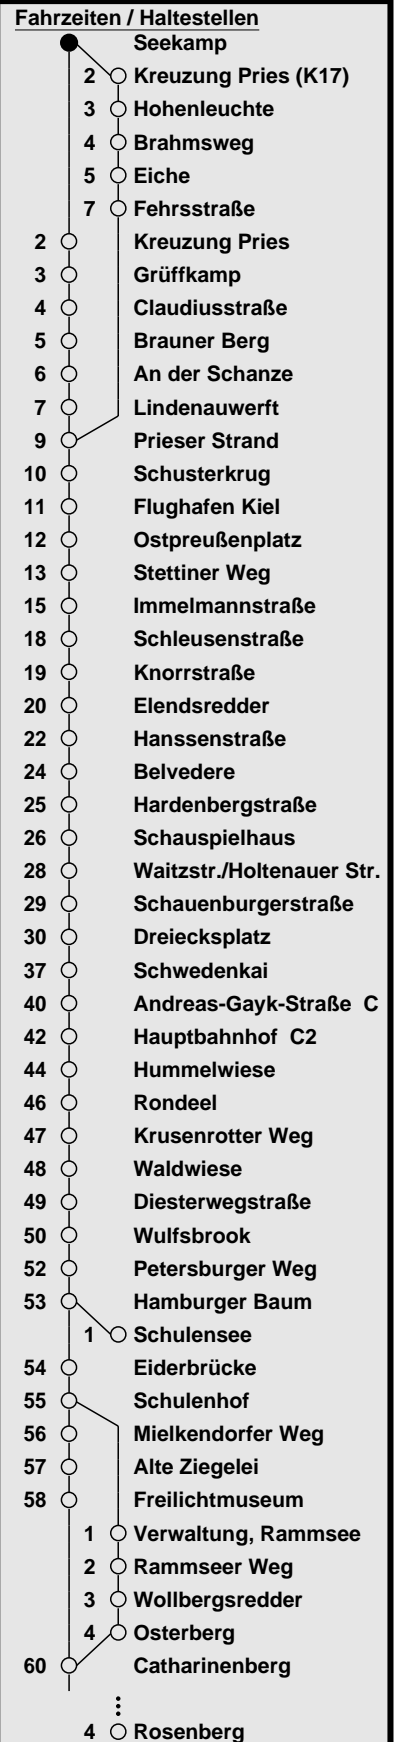 Fahrzeiten / Haltestellen
Seekamp
2 Kreuzung Pries (K17)
3 Hohenleuchte
4 Brahmsweg
5 Eiche
7 Fehrsstraße
2 Kreuzung Pries
3 Grüffkamp
4 Claudiusstraße
5 Brauner Berg
6 An der Schanze
7 Lindenauwerft
9 Prieser Strand
10 Schusterkrug
11 Flughafen Kiel
12 Ostpreußenplatz
13 Stettiner Weg
15 Immelmannstraße
18 Schleusenstraße
19 Knorrstraße
20 Elendsredder
22 Hanssenstraße
24 Belvedere
25 Hardenbergstraße
26 Schauspielhaus
28 Waitzstr./Holtenauer Str.
29 Schauenburgerstraße
30 Dreiecksplatz
37 Schwedenkai
40 Andreas-Gayk-Straße C
42 Hauptbahnhof C2
44 Hummelwiese
46 Rondeel
47 Krusenrotter Weg
48 Waldwiese
49 Diesterwegstraße
50 Wulfsbrook
52 Petersburger Weg
53 Hamburger Baum
1 Schulensee
54 Eiderbrücke
55 Schulenhof
56 Mielkendorfer Weg
57 Alte Ziegelei
58 Freilichtmuseum
1 Verwaltung, Rammsee
2 Rammseer Weg
3 Wollbergsredder
4 Osterberg
60 Catharinenberg
4 Rosenberg